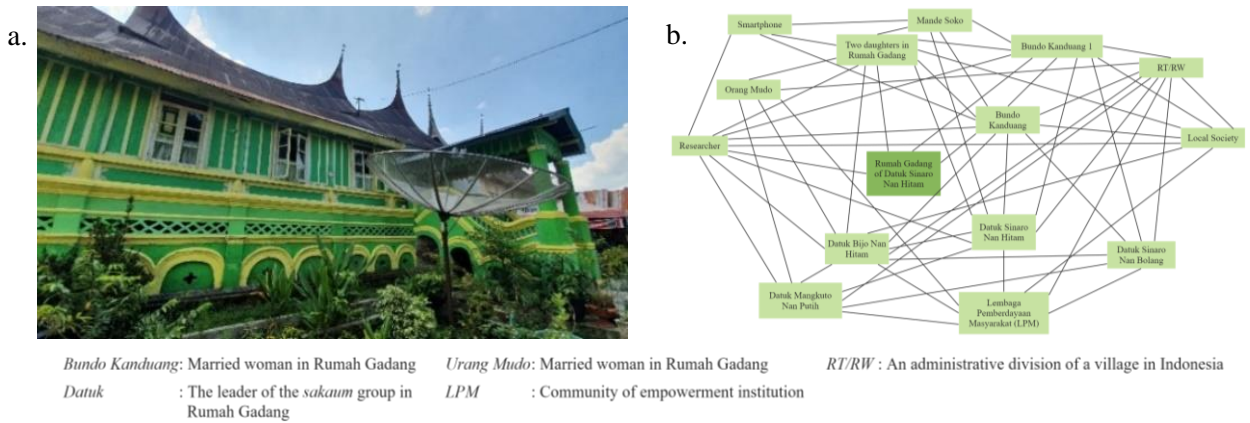 a.
b.
Smartphone
Mande Soko
Two daughters in
Rumah Gadang
Bundo Kanduang 1
RT/RW
Orang Mudo
Bundo
Kanduang
Researcher
Local Society
Rumah Gadang
of Datuk Sinaro
Nan Hitam
Datuk Bijo Nan
Hitam
Datuk Sinaro
Nan Hitam
Datuk Sinaro
Nan Bolang
Datuk Mangkuto
Nan Putih
Lembaga
Pemberdayaan
Masyarakat (LPM)
Bundo Kanduang: Married woman in Rumah Gadang
Urang Mudo: Married woman in Rumah Gadang
RT/RW : An administrative division of a village in Indonesia
Datuk : The leader of the sakaum group in
Rumah Gadang
LPM : Community of empowerment institution